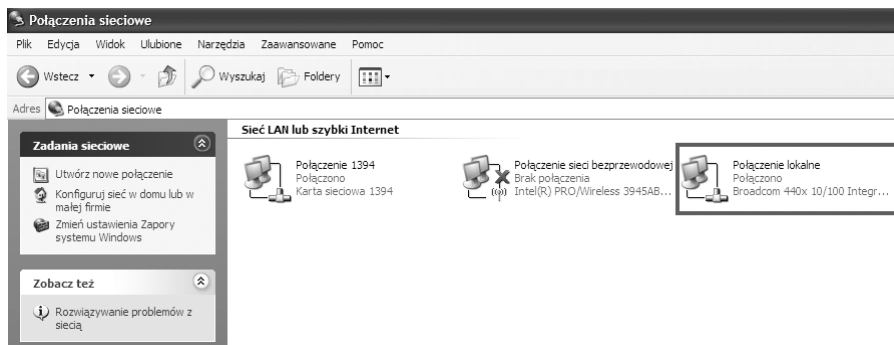 Połączenia sieciowe
Plik Edycja Widok Ulubione Narzędzia Zaawansowane Pomoc
Wstecz Wyszukaj Foldery
Adres Połączenia sieciowe
Zadania sieciowe
Utwórz nowe połączenie
Konfiguruj sieć w domu lub w
małej firmie
Zmień ustawienia Zapory
systemu Windows
Zobacz też
Rozwiązywanie problemów z
siecią
Sieć LAN lub szybki Internet
Połączenie 1394
Połączono
Karta sieciowa 1394
Połączenie sieci bezprzewodowej
Brak połączenia
Intel(R) PRO/Wireless 3945AB...
Połączenie lokalne
Połączono
Broadcom 440x 10/100 Integr...